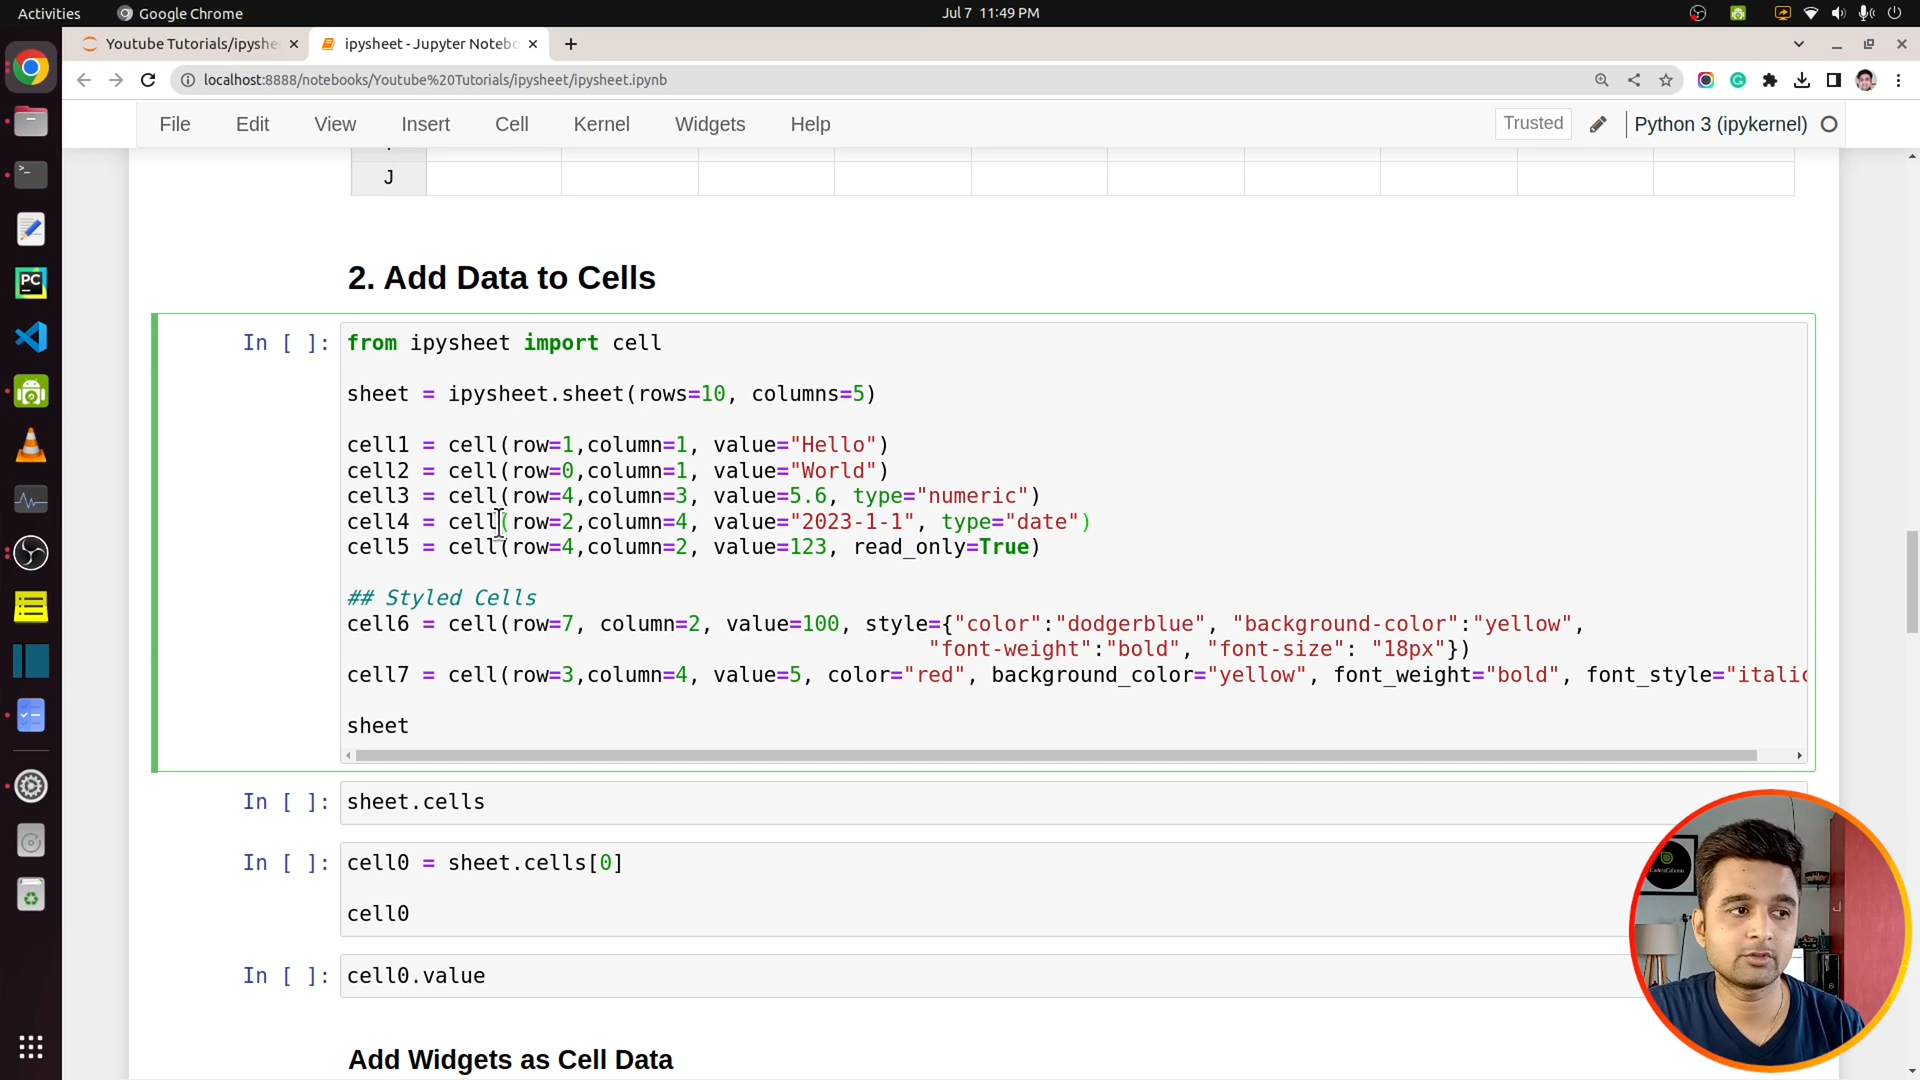 Activities
Google Chrome
Jul 7 11:49 PM
Youtube Tutorials/ipyshe
ipysheet - Jupyter Notebo
localhost:8888/notebooks/Youtube%20Tutorials/ipysheet/ipysheet.ipynb
File
Edit
View
Insert
Cell
Kernel
Widgets
Help
Trusted
Python 3 (ipykernel)
J
2. Add Data to Cells
In [ ]:
from ipysheet import cell
sheet = ipysheet.sheet(rows=10, columns=5)
cell1 = cell(row=1,column=1, value="Hello")
cell2 = cell(row=0,column=1, value="World")
cell3 = cell(row=4,column=3, value=5.6, type="numeric")
cell4 = cell(row=2,column=4, value="2023-1-1", type="date")
cell5 = cell(row=4,column=2, value=123, read_only=True)
## Styled Cells
cell6 = cell(row=7, column=2, value=100, style={"color":"dodgerblue", "background-color":"yellow",
"font-weight":"bold", "font-size": "18px"})
cell7 = cell(row=3,column=4, value=5, color="red", background_color="yellow", font_weight="bold", font_style="italic
sheet
In [ ]:
sheet.cells
In [ ]:
cell0 = sheet.cells[0]
cell0
In [ ]:
cell0.value
Add Widgets as Cell Data
PC